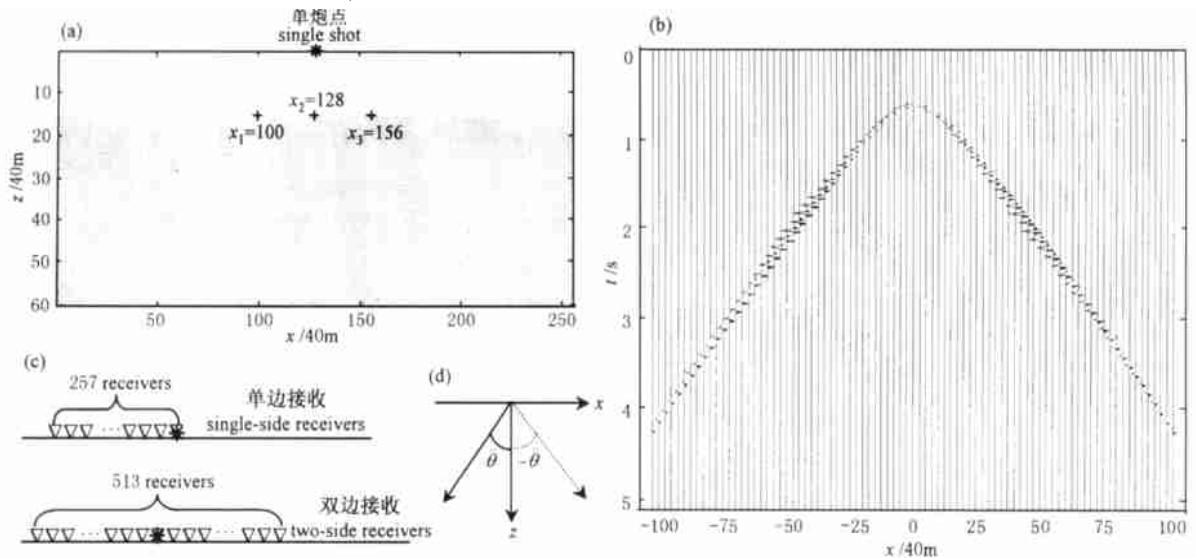 (a)
单炮点
single shot
10
20
30
40
50
60
z /40m
x₂=128
x₁=100
x₃=156
50
100
150
200
250
x /40m
(b)
0
1
2
3
4
5
t /s
-100
-75
-50
-25
0
25
50
75
100
x /40m
(c)
257 receivers
单边接收
single-side receivers
513 receivers
双边接收
two-side receivers
(d)
x
θ
-θ
z